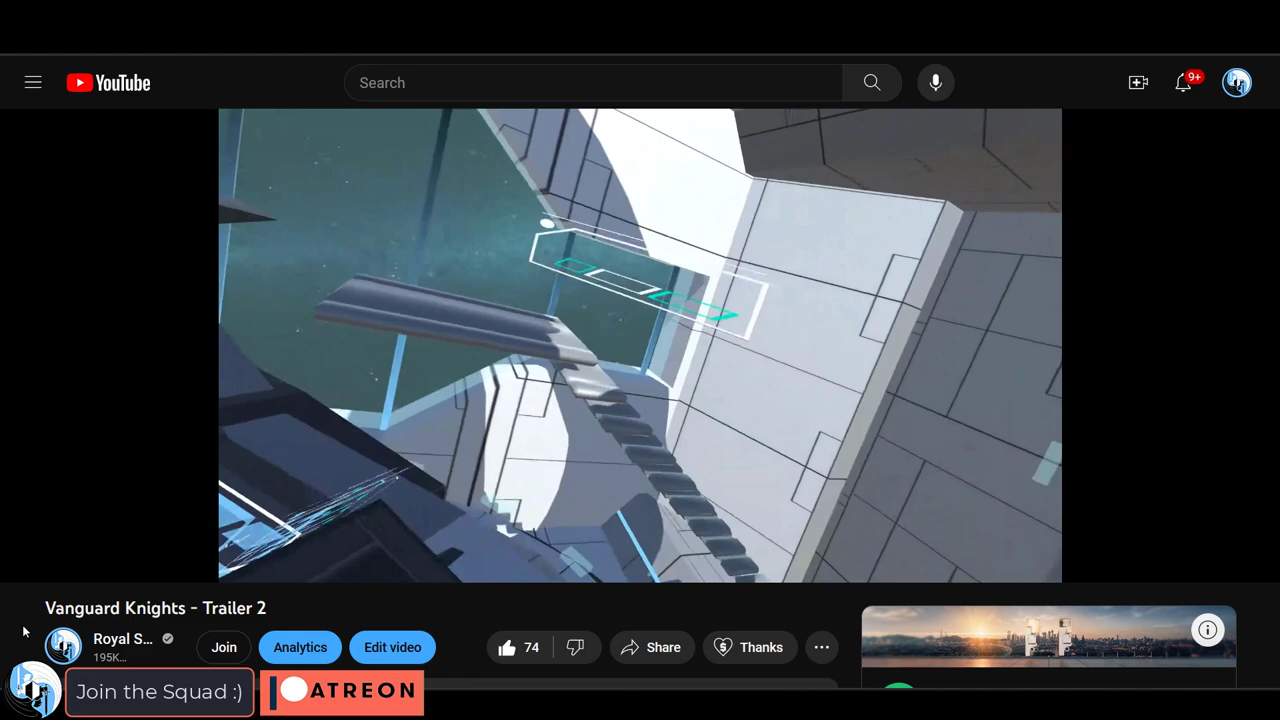 YouTube
Search
9+
Vanguard Knights - Trailer 2
Royal S...
195K...
Join
Analytics
Edit video
74
Share
Thanks
Join the Squad :)
PATREON